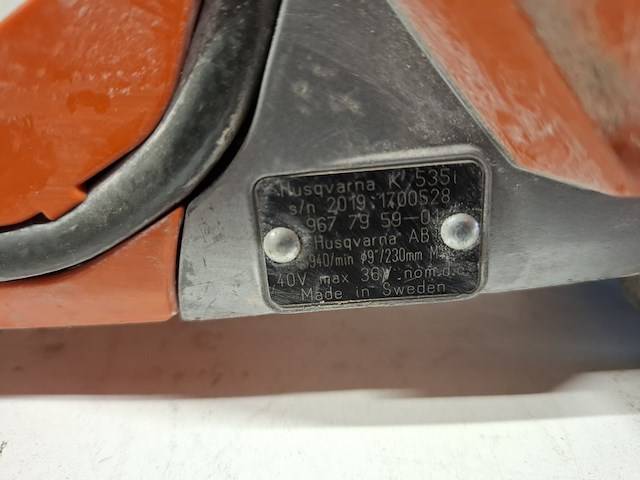 Husqvarna K 535i
s/n 2019 1700528
967 79 59-0
Husqvarna AB
940/min ø9"/230mm M
40V max 36V nom.d.c.
Made in Sweden